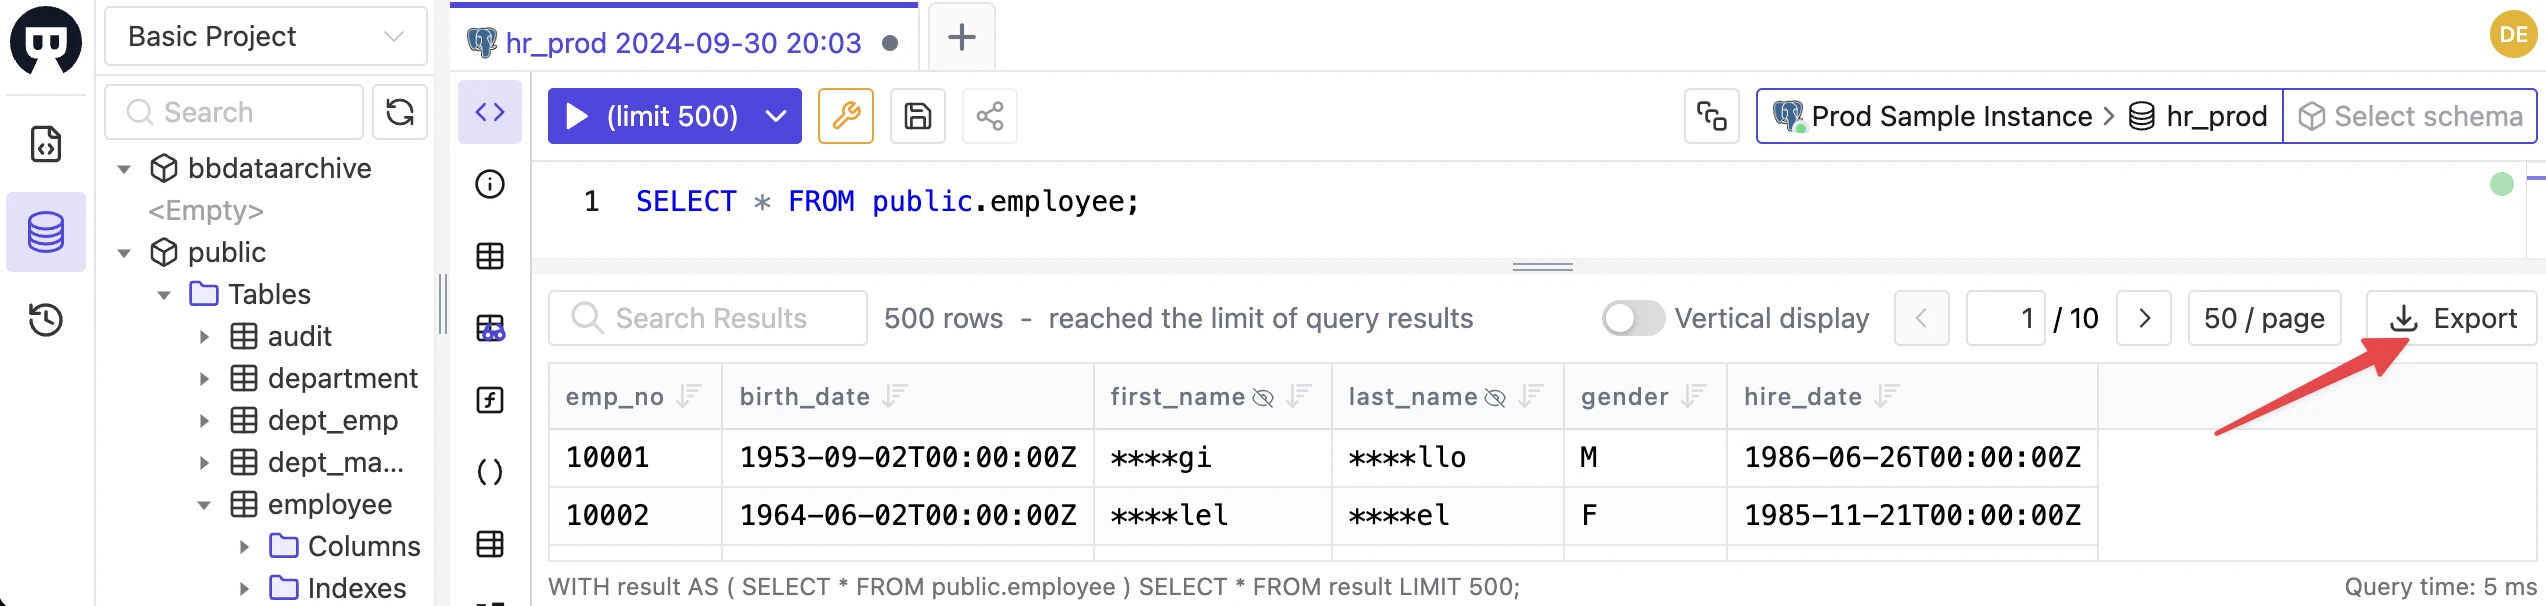 Basic Project
hr_prod 2024-09-30 20:03
DE
Search
(limit 500)
Prod Sample Instance > hr_prod
Select schema
bbdataarchive
<Empty>
public
Tables
audit
department
dept_emp
dept_ma...
employee
Columns
Indexes
1 SELECT * FROM public.employee;
Search Results
500 rows - reached the limit of query results
Vertical display
1 / 10
50 / page
Export
emp_no birth_date first_name last_name gender hire_date
10001 1953-09-02T00:00:00Z ****gi ****llo M 1986-06-26T00:00:00Z
10002 1964-06-02T00:00:00Z ****lel ****el F 1985-11-21T00:00:00Z
WITH result AS ( SELECT * FROM public.employee ) SELECT * FROM result LIMIT 500;
Query time: 5 ms